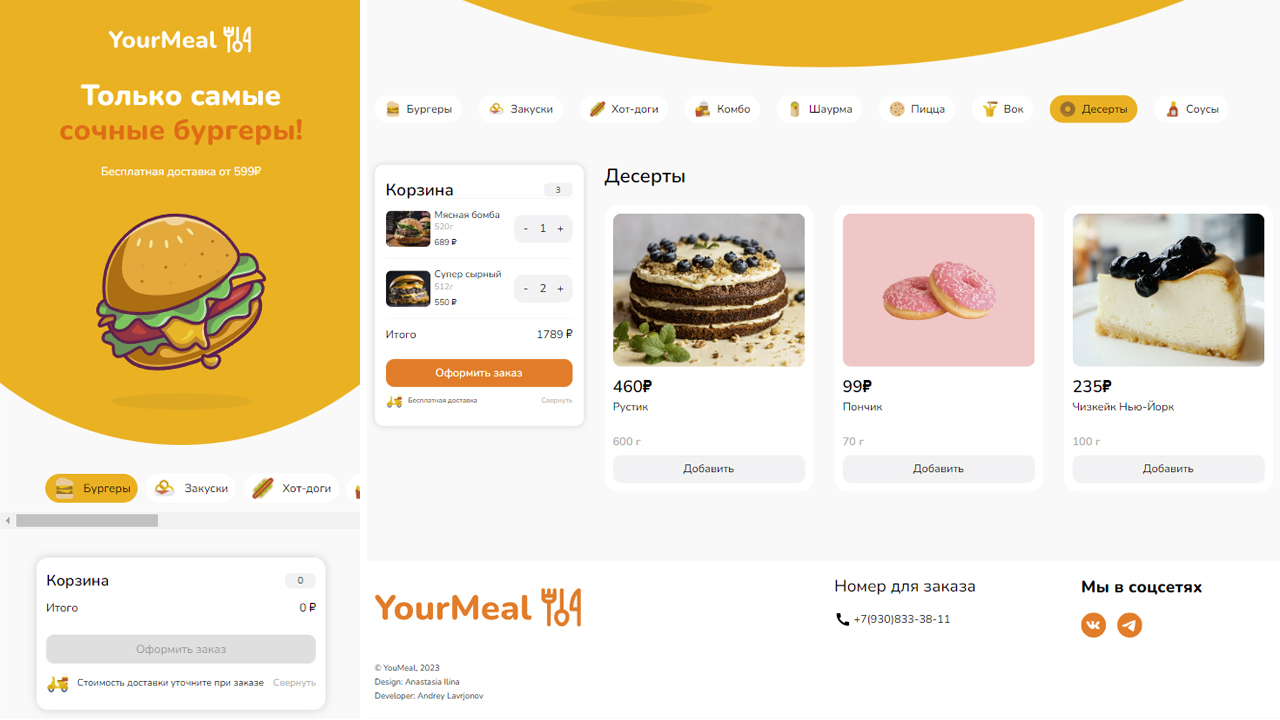 YourMeal
Только самые
сочные бургеры!
Бесплатная доставка от 599₽
Бургеры
Закуски
Хот-доги
Корзина
0
Итого
0 ₽
Оформить заказ
Стоимость доставки уточните при заказе
Свернуть
Бургеры
Закуски
Хот-доги
Комбо
Шаурма
Пицца
Вок
Десерты
Соусы
Корзина
3
Мясная бомба
520г
689 ₽
- 1 +
Супер сырный
512г
550 ₽
- 2 +
Итого
1789 ₽
Оформить заказ
Бесплатная доставка
Свернуть
Десерты
460₽
Рустик
600 г
Добавить
99₽
Пончик
70 г
Добавить
235₽
Чизкейк Нью-Йорк
100 г
Добавить
YourMeal
Номер для заказа
+7(930)833-38-11
Мы в соцсетях
© YouMeal, 2023
Design: Anastasia Ilina
Developer: Andrey Lavrjonov